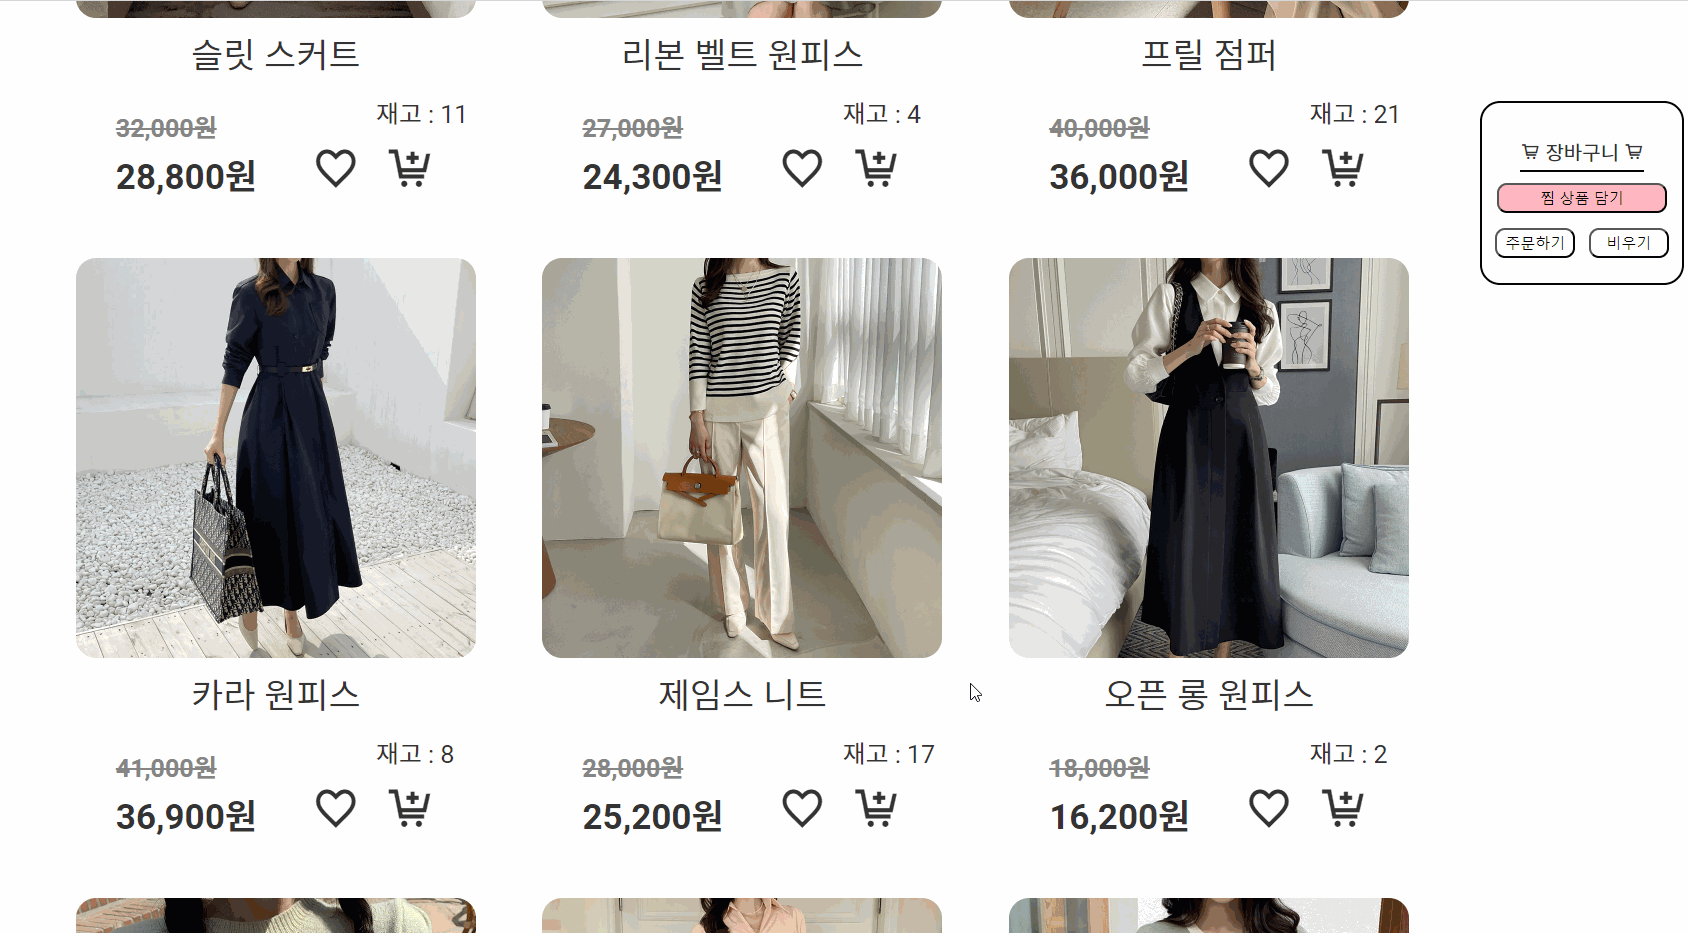 슬릿 스커트
리본 벨트 원피스
프릴 점퍼
32,000원
재고 : 11
28,800원
27,000원
재고 : 4
24,300원
40,000원
재고 : 21
36,000원
장바구니
찜 상품 담기
주문하기
비우기
카라 원피스
제임스 니트
오픈 롱 원피스
41,000원
재고 : 8
36,900원
28,000원
재고 : 17
25,200원
18,000원
재고 : 2
16,200원